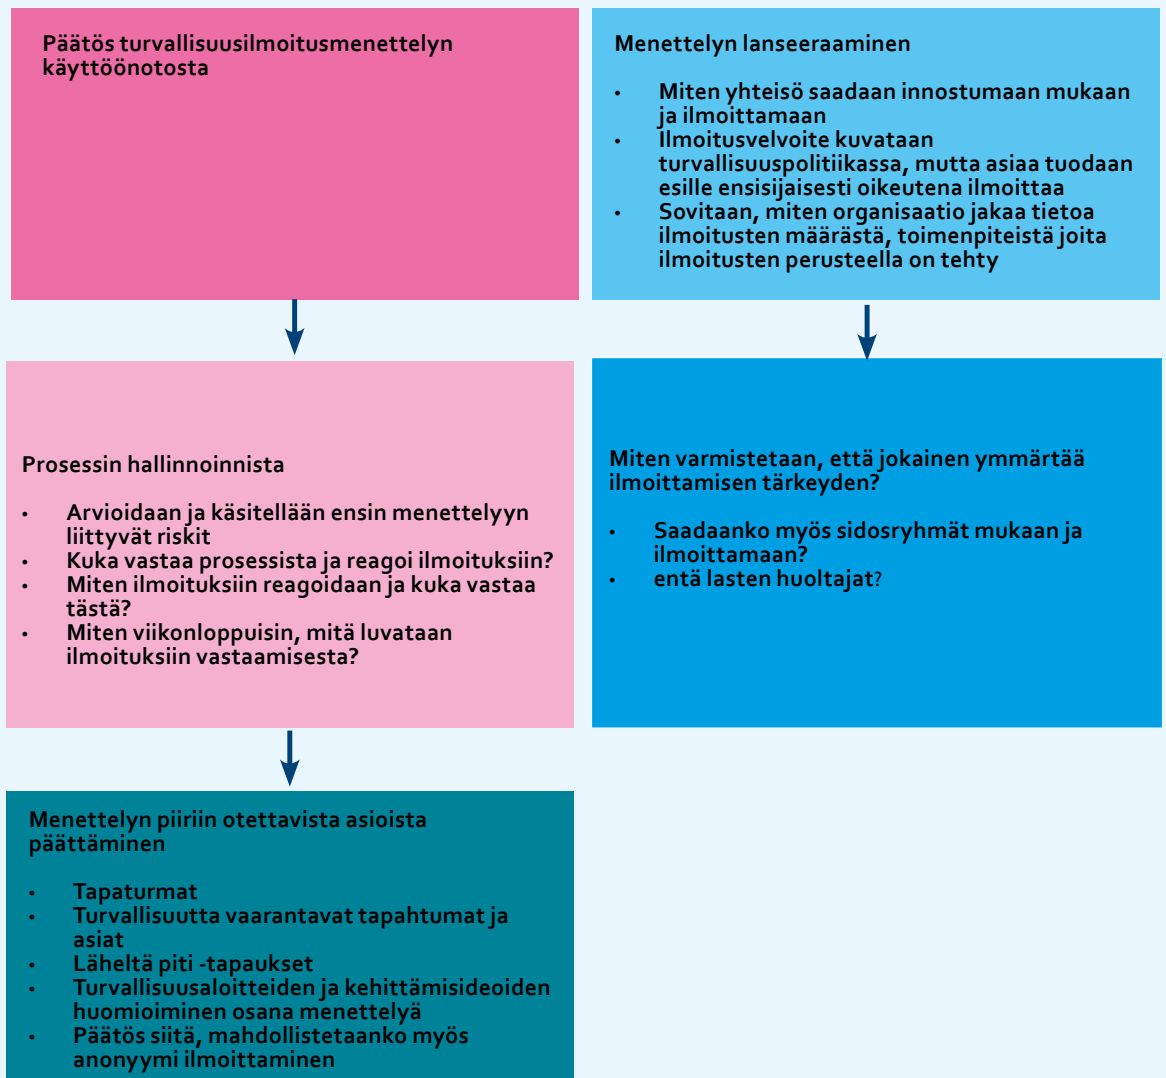 Päätös turvallisuusilmoitusmenettelyn
käyttöönotosta
Prosessin hallinnoinnista
• Arvioidaan ja käsitellään ensin menettelyyn
liittyvät riskit
• Kuka vastaa prosessista ja reagoi ilmoituksiin?
• Miten ilmoituksiin reagoidaan ja kuka vastaa
tästä?
• Miten viikonloppuisin, mitä luvataan
ilmoituksiin vastaamisesta?
Menettelyn piiriin otettavista asioista
päättäminen
• Tapaturmat
• Turvallisuutta vaarantavat tapahtumat ja
asiat
• Läheltä piti -tapaukset
• Turvallisuusaloitteiden ja kehittämisideoiden
huomioiminen osana menettelyä
• Päätös siitä, mahdollistetaanko myös
anonyymi ilmoittaminen
Menettelyn lanseeraaminen
• Miten yhteisö saadaan innostumaan mukaan
ja ilmoittamaan
• Ilmoitusvelvoite kuvataan
turvallisuuspolitiikassa, mutta asiaa tuodaan
esille ensisijaisesti oikeutena ilmoittaa
• Sovitaan, miten organisaatio jakaa tietoa
ilmoitusten määrästä, toimenpiteistä joita
ilmoitusten perusteella on tehty
Miten varmistetaan, että jokainen ymmärtää
ilmoittamisen tärkeyden?
• Saadaanko myös sidosryhmät mukaan ja
ilmoittamaan?
• entä lasten huoltajat?